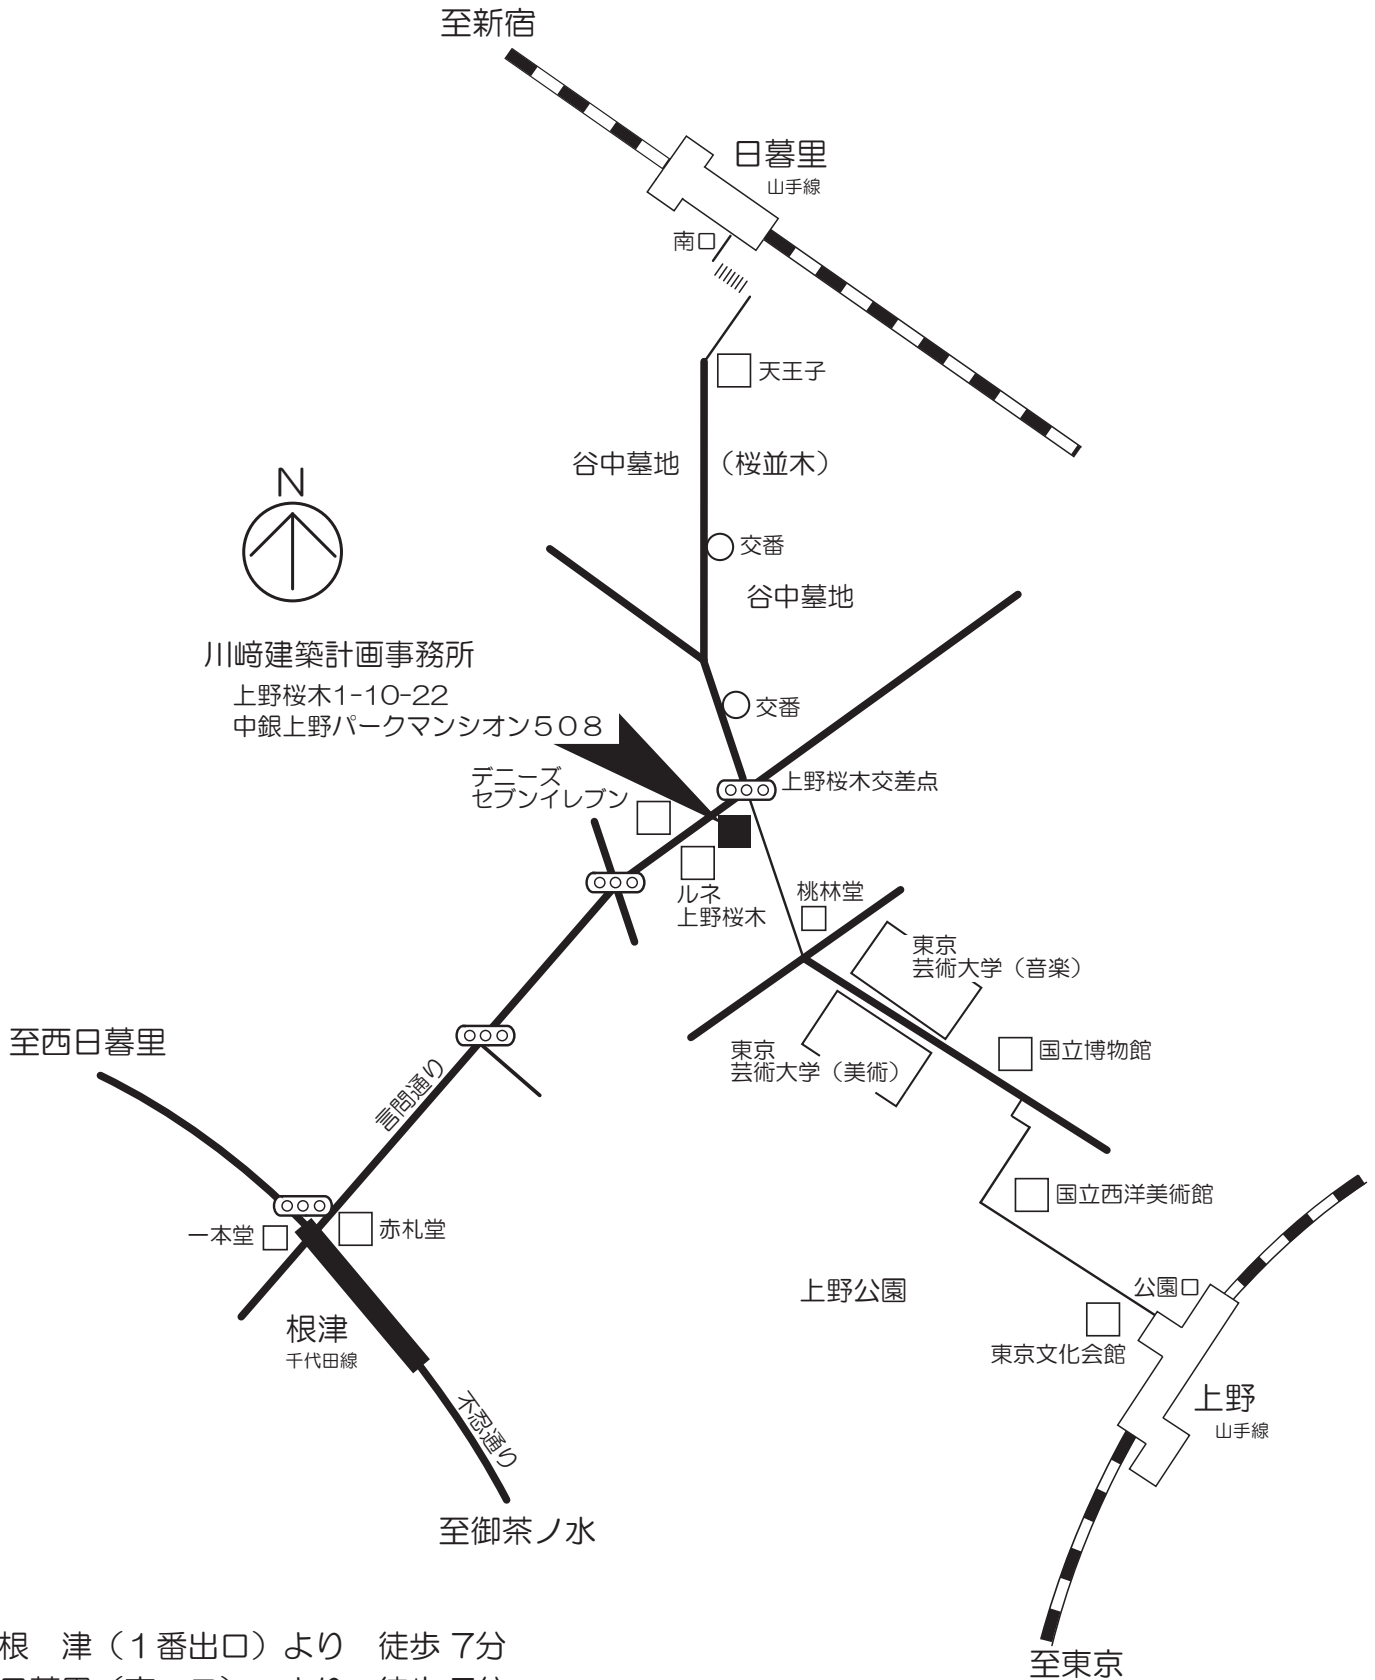 至新宿
日暮里
山手線
南口
天王子
谷中墓地
（桜並木）
交番
谷中墓地
N
川﨑建築計画事務所
上野桜木1-10-22
中銀上野パークマンシオン５０８
交番
上野桜木交差点
デニーズ
セブンイレブン
ルネ
上野桜木
桃林堂
東京
芸術大学（音楽）
東京
芸術大学（美術）
国立博物館
至西日暮里
言問通り
国立西洋美術館
一本堂
赤札堂
上野公園
公園口
根津
千代田線
東京文化会館
上野
山手線
不忍通り
至御茶ノ水
根　津（１番出口）より　徒歩 7分
至東京